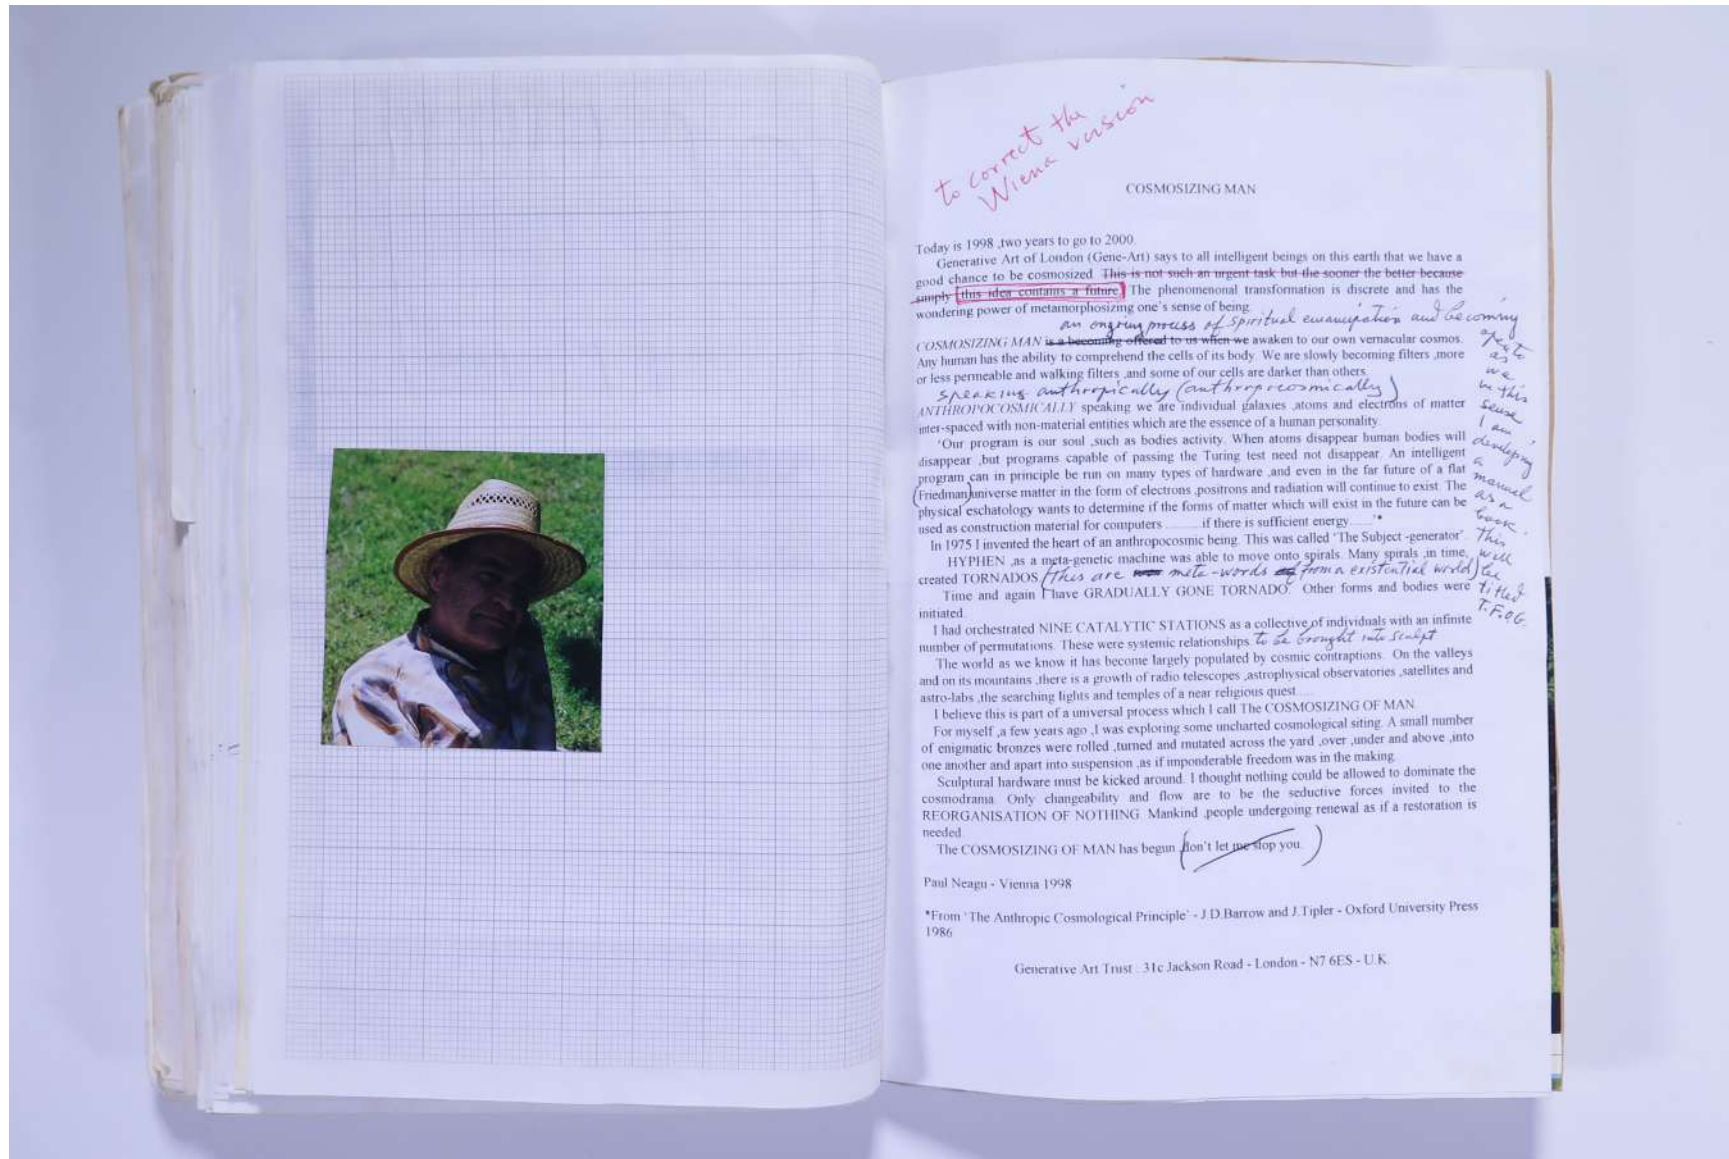 to correct the
Wiena version
COSMOSIZING MAN
Today is 1998 ,two years to go to 2000.
Generative Art of London (Gene-Art) says to all intelligent beings on this earth that we have a
good chance to be cosmosized. This is not such an urgent task but the sooner the better because
simply this idea contains a future. The phenomenonal transformation is discrete and has the
wondering power of metamorphosizing one's sense of being.
an ongoing process of spiritual emancipation and becoming
COSMOSIZING MAN is a becoming offered to us when we awaken to our own vernacular cosmos.
Any human has the ability to comprehend the cells of its body. We are slowly becoming filters ,more
or less permeable and walking filters ,and some of our cells are darker than others.
speaking anthropically (anthropocosmically)
ANTHROPOCOSMICALLY speaking we are individual galaxies ,atoms and electrons of matter
inter-spaced with non-material entities which are the essence of a human personality.
'Our program is our soul ,such as bodies activity. When atoms disappear human bodies will
disappear ,but programs capable of passing the Turing test need not disappear. An intelligent
program can in principle be run on many types of hardware ,and even in the far future of a flat
(Friedman)universe matter in the form of electrons ,positrons and radiation will continue to exist. The
physical eschatology wants to determine if the forms of matter which will exist in the future can be
used as construction material for computers ......... if there is sufficient energy ......'*
In 1975 I invented the heart of an anthropocosmic being. This was called 'The Subject -generator'.
HYPHEN ,as a meta-genetic machine was able to move onto spirals. Many spirals ,in time,
created TORNADOS (this are meta-words from a existential world)
Time and again I have GRADUALLY GONE TORNADO. Other forms and bodies were
initiated.
I had orchestrated NINE CATALYTIC STATIONS as a collective of individuals with an infinite
number of permutations. These were systemic relationships to be brought into sculpt
The world as we know it has become largely populated by cosmic contraptions. On the valleys
and on its mountains ,there is a growth of radio telescopes ,astrophysical observatories ,satellites and
astro-labs ,the searching lights and temples of a near religious quest.....
I believe this is part of a universal process which I call The COSMOSIZING OF MAN.
For myself ,a few years ago ,I was exploring some uncharted cosmological siting. A small number
of enigmatic bronzes were rolled ,turned and mutated across the yard ,over ,under and above ,into
one another and apart into suspension ,as if imponderable freedom was in the making.
Sculptural hardware must be kicked around. I thought nothing could be allowed to dominate the
cosmodrama. Only changeability and flow are to be the seductive forces invited to the
REORGANISATION OF NOTHING. Mankind ,people undergoing renewal as if a restoration is
needed.
The COSMOSIZING OF MAN has begun (don't let me stop you. )
Paul Neagu - Vienna 1998
*From 'The Anthropic Cosmological Principle' - J.D.Barrow and J.Tipler - Oxford University Press
1986
Generative Art Trust : 31c Jackson Road - London - N7 6ES - U.K.
as
we
in this
sense
I am
developing
a
manual
as a
book.
This
will
be
titled
T.F.O.G.